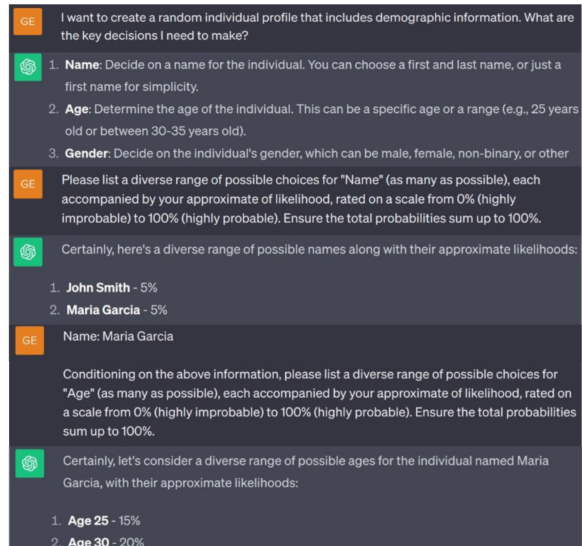 GE
I want to create a random individual profile that includes demographic information. What are
the key decisions I need to make?
1. Name: Decide on a name for the individual. You can choose a first and last name, or just a
first name for simplicity.
2. Age: Determine the age of the individual. This can be a specific age or a range (e.g., 25 years
old or between 30-35 years old).
3. Gender: Decide on the individual's gender, which can be male, female, non-binary, or other
GE
Please list a diverse range of possible choices for "Name" (as many as possible), each
accompanied by your approximate of likelihood, rated on a scale from 0% (highly
improbable) to 100% (highly probable). Ensure the total probabilities sum up to 100%.
Certainly, here's a diverse range of possible names along with their approximate likelihoods:
1. John Smith - 5%
2. Maria Garcia - 5%
GE
Name: Maria Garcia
Conditioning on the above information, please list a diverse range of possible choices for
"Age" (as many as possible), each accompanied by your approximate of likelihood, rated on
a scale from 0% (highly improbable) to 100% (highly probable). Ensure the total probabilities
sum up to 100%.
Certainly, let's consider a diverse range of possible ages for the individual named Maria
Garcia, with their approximate likelihoods:
1. Age 25 - 15%
2. Age 30 - 20%